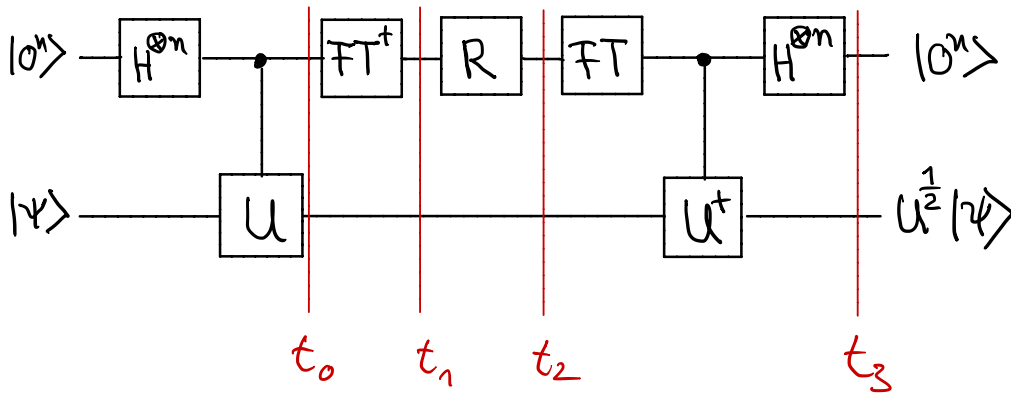 |0ⁿ⟩ H^{⊗n} FT† R FT H^{⊗n} |0ⁿ⟩
|ψ⟩ U U† U^{1/2}|ψ⟩
t₀ t₁ t₂ t₃